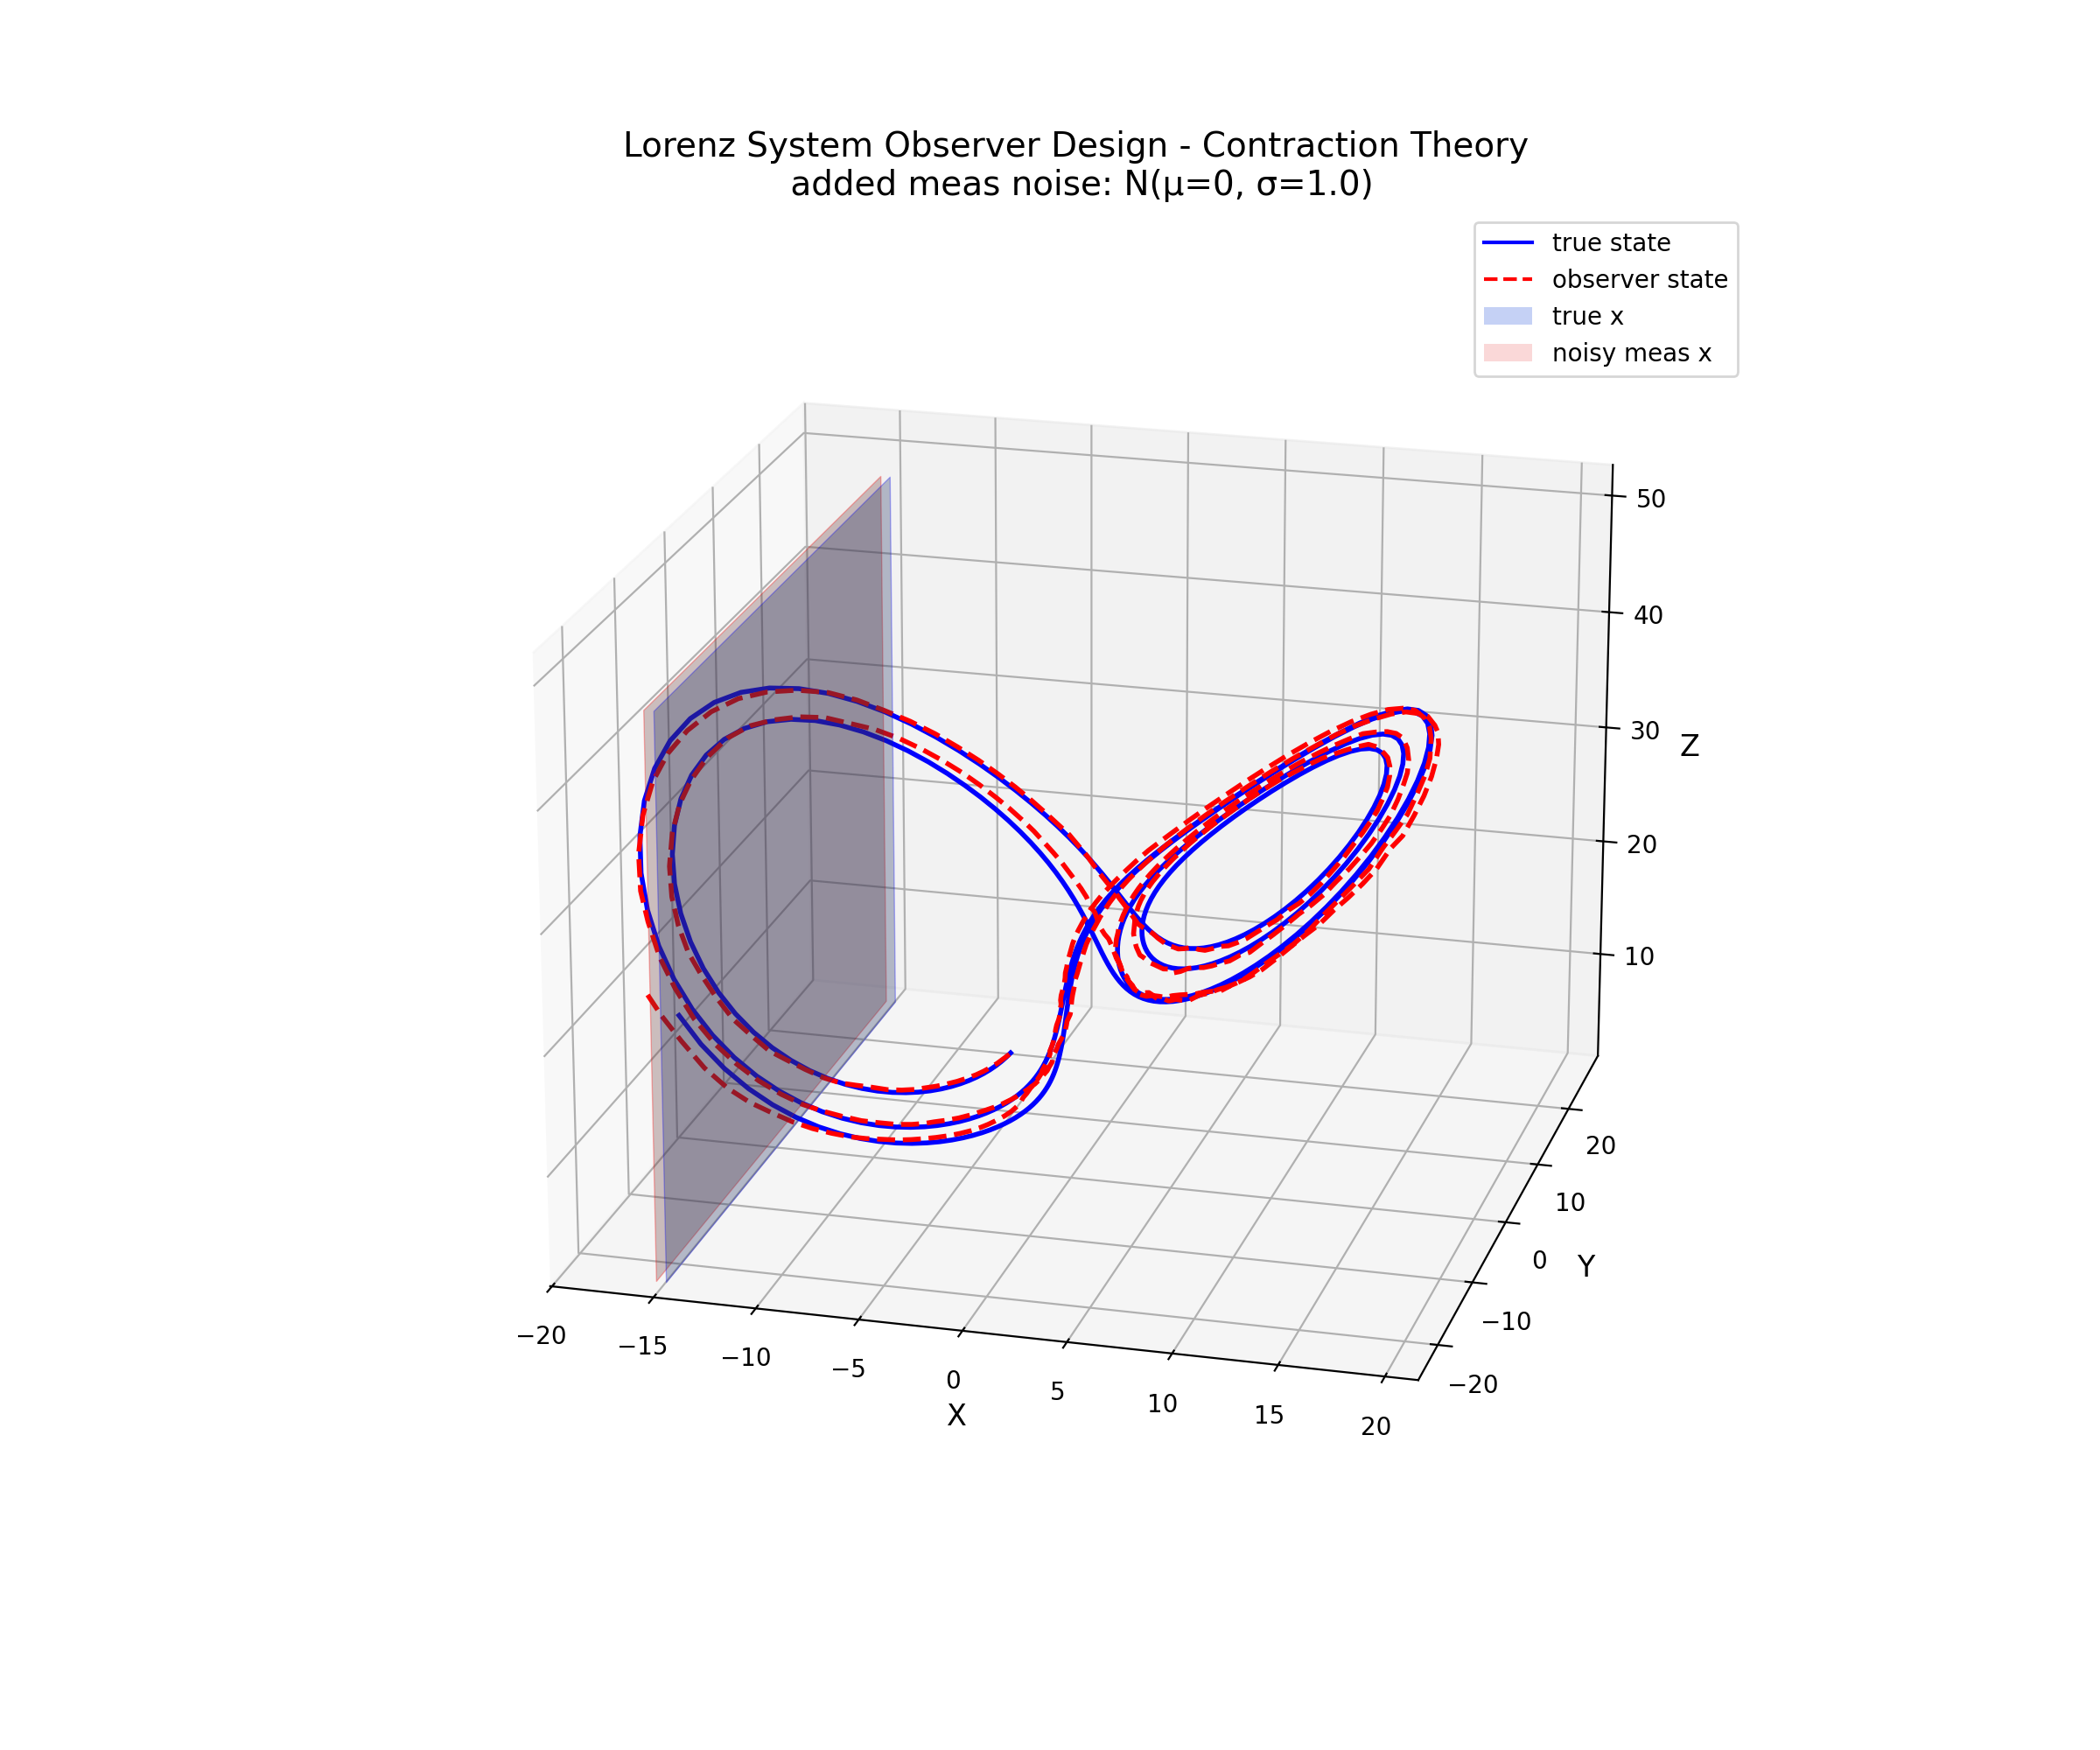 Lorenz System Observer Design - Contraction Theory
added meas noise: N(μ=0, σ=1.0)
true state
observer state
true x
noisy meas x
50
40
30
Z
20
10
20
10
0
Y
−10
−20
−20
−15
−10
−5
0
5
10
15
20
X